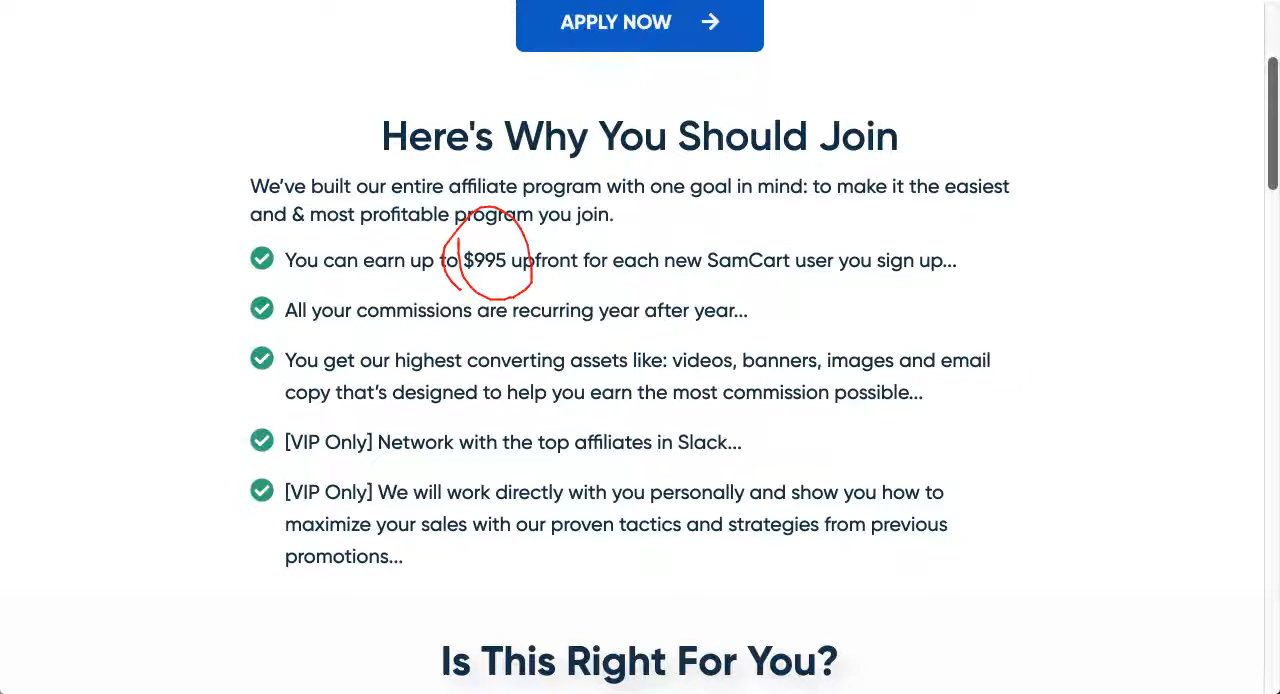 APPLY NOW
Here's Why You Should Join
We’ve built our entire affiliate program with one goal in mind: to make it the easiest
and & most profitable program you join.
You can earn up to $995 upfront for each new SamCart user you sign up...
All your commissions are recurring year after year...
You get our highest converting assets like: videos, banners, images and email
copy that’s designed to help you earn the most commission possible...
[VIP Only] Network with the top affiliates in Slack...
[VIP Only] We will work directly with you personally and show you how to
maximize your sales with our proven tactics and strategies from previous
promotions...
Is This Right For You?